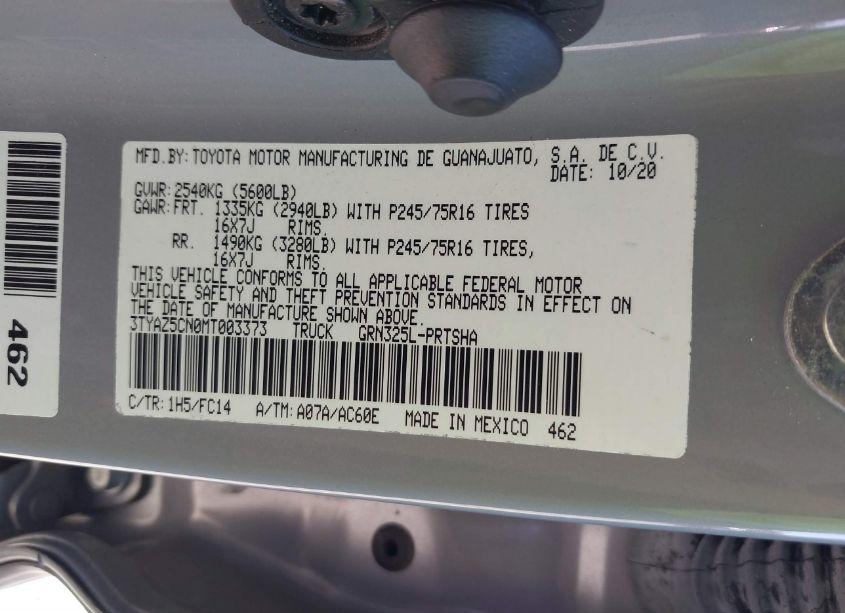 MFD.BY: TOYOTA MOTOR MANUFACTURING DE GUANAJUATO, S.A. DE C.V.
DATE: 10/20
GVWR: 2540KG (5600LB)
GAWR: FRT. 1335KG (2940LB) WITH P245/75R16 TIRES
16X7J RIMS.
RR. 1490KG (3280LB) WITH P245/75R16 TIRES,
16X7J RIMS.
THIS VEHICLE CONFORMS TO ALL APPLICABLE FEDERAL MOTOR
VEHICLE SAFETY AND THEFT PREVENTION STANDARDS IN EFFECT ON
THE DATE OF MANUFACTURE SHOWN ABOVE.
3TYAZ5CN0MT003373 TRUCK GRN325L-PRTSHA
C/TR: 1H5/FC14 A/TM: A07A/AC60E MADE IN MEXICO 462
462